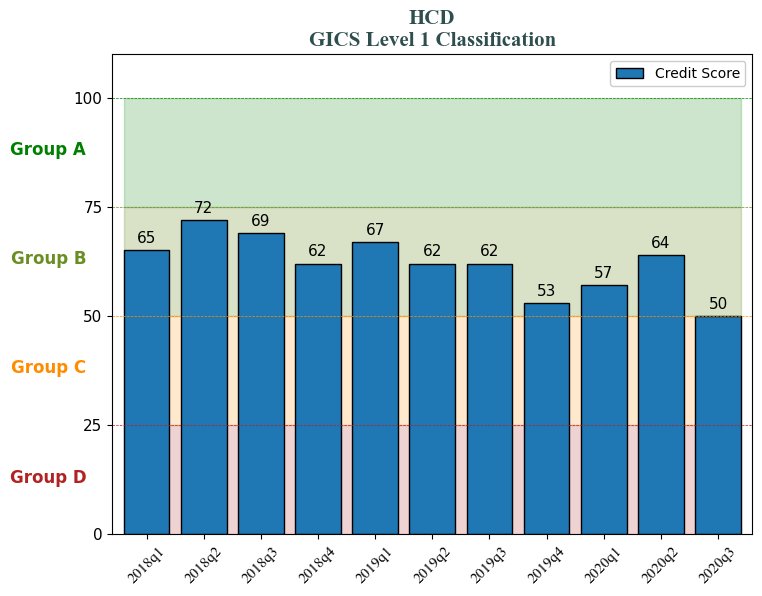 HCD
GICS Level 1 Classification
Credit Score
100
Group A
75
72
69
65
67
62
62
62
64
Group B
57
53
50
50
Group C
25
Group D
0
2018q1
2018q2
2018q3
2018q4
2019q1
2019q2
2019q3
2019q4
2020q1
2020q2
2020q3